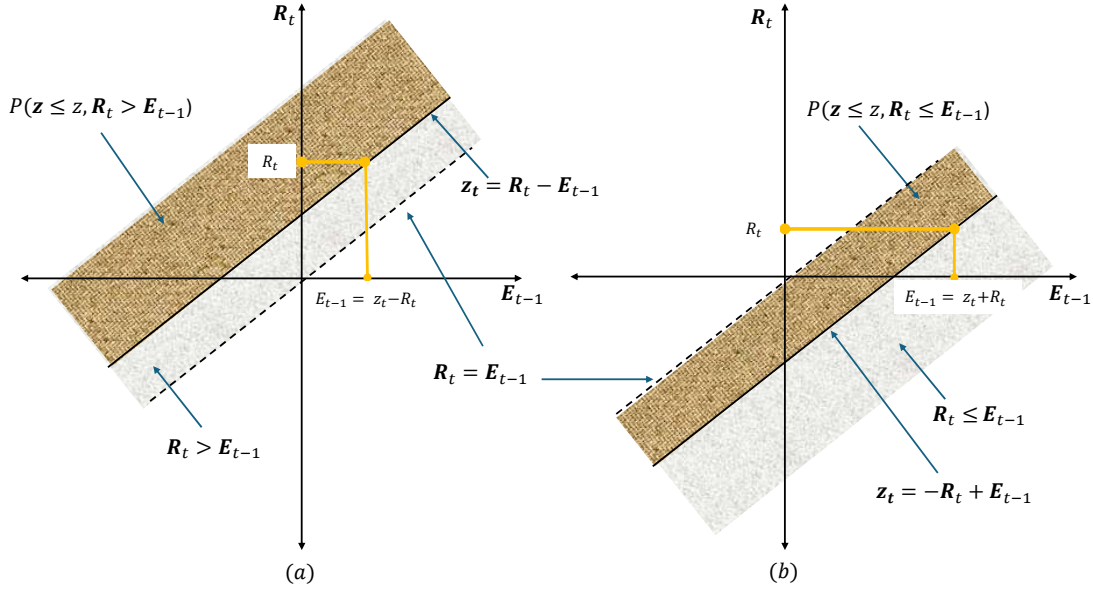 R_t
P(z ≤ z, R_t > E_{t−1})
R_t
z_t = R_t − E_{t−1}
E_{t−1} = z_t−R_t
E_{t−1}
R_t = E_{t−1}
R_t > E_{t−1}
(a)
R_t
P(z ≤ z, R_t ≤ E_{t−1})
R_t
E_{t−1} = z_t+R_t
E_{t−1}
R_t ≤ E_{t−1}
z_t = −R_t + E_{t−1}
(b)